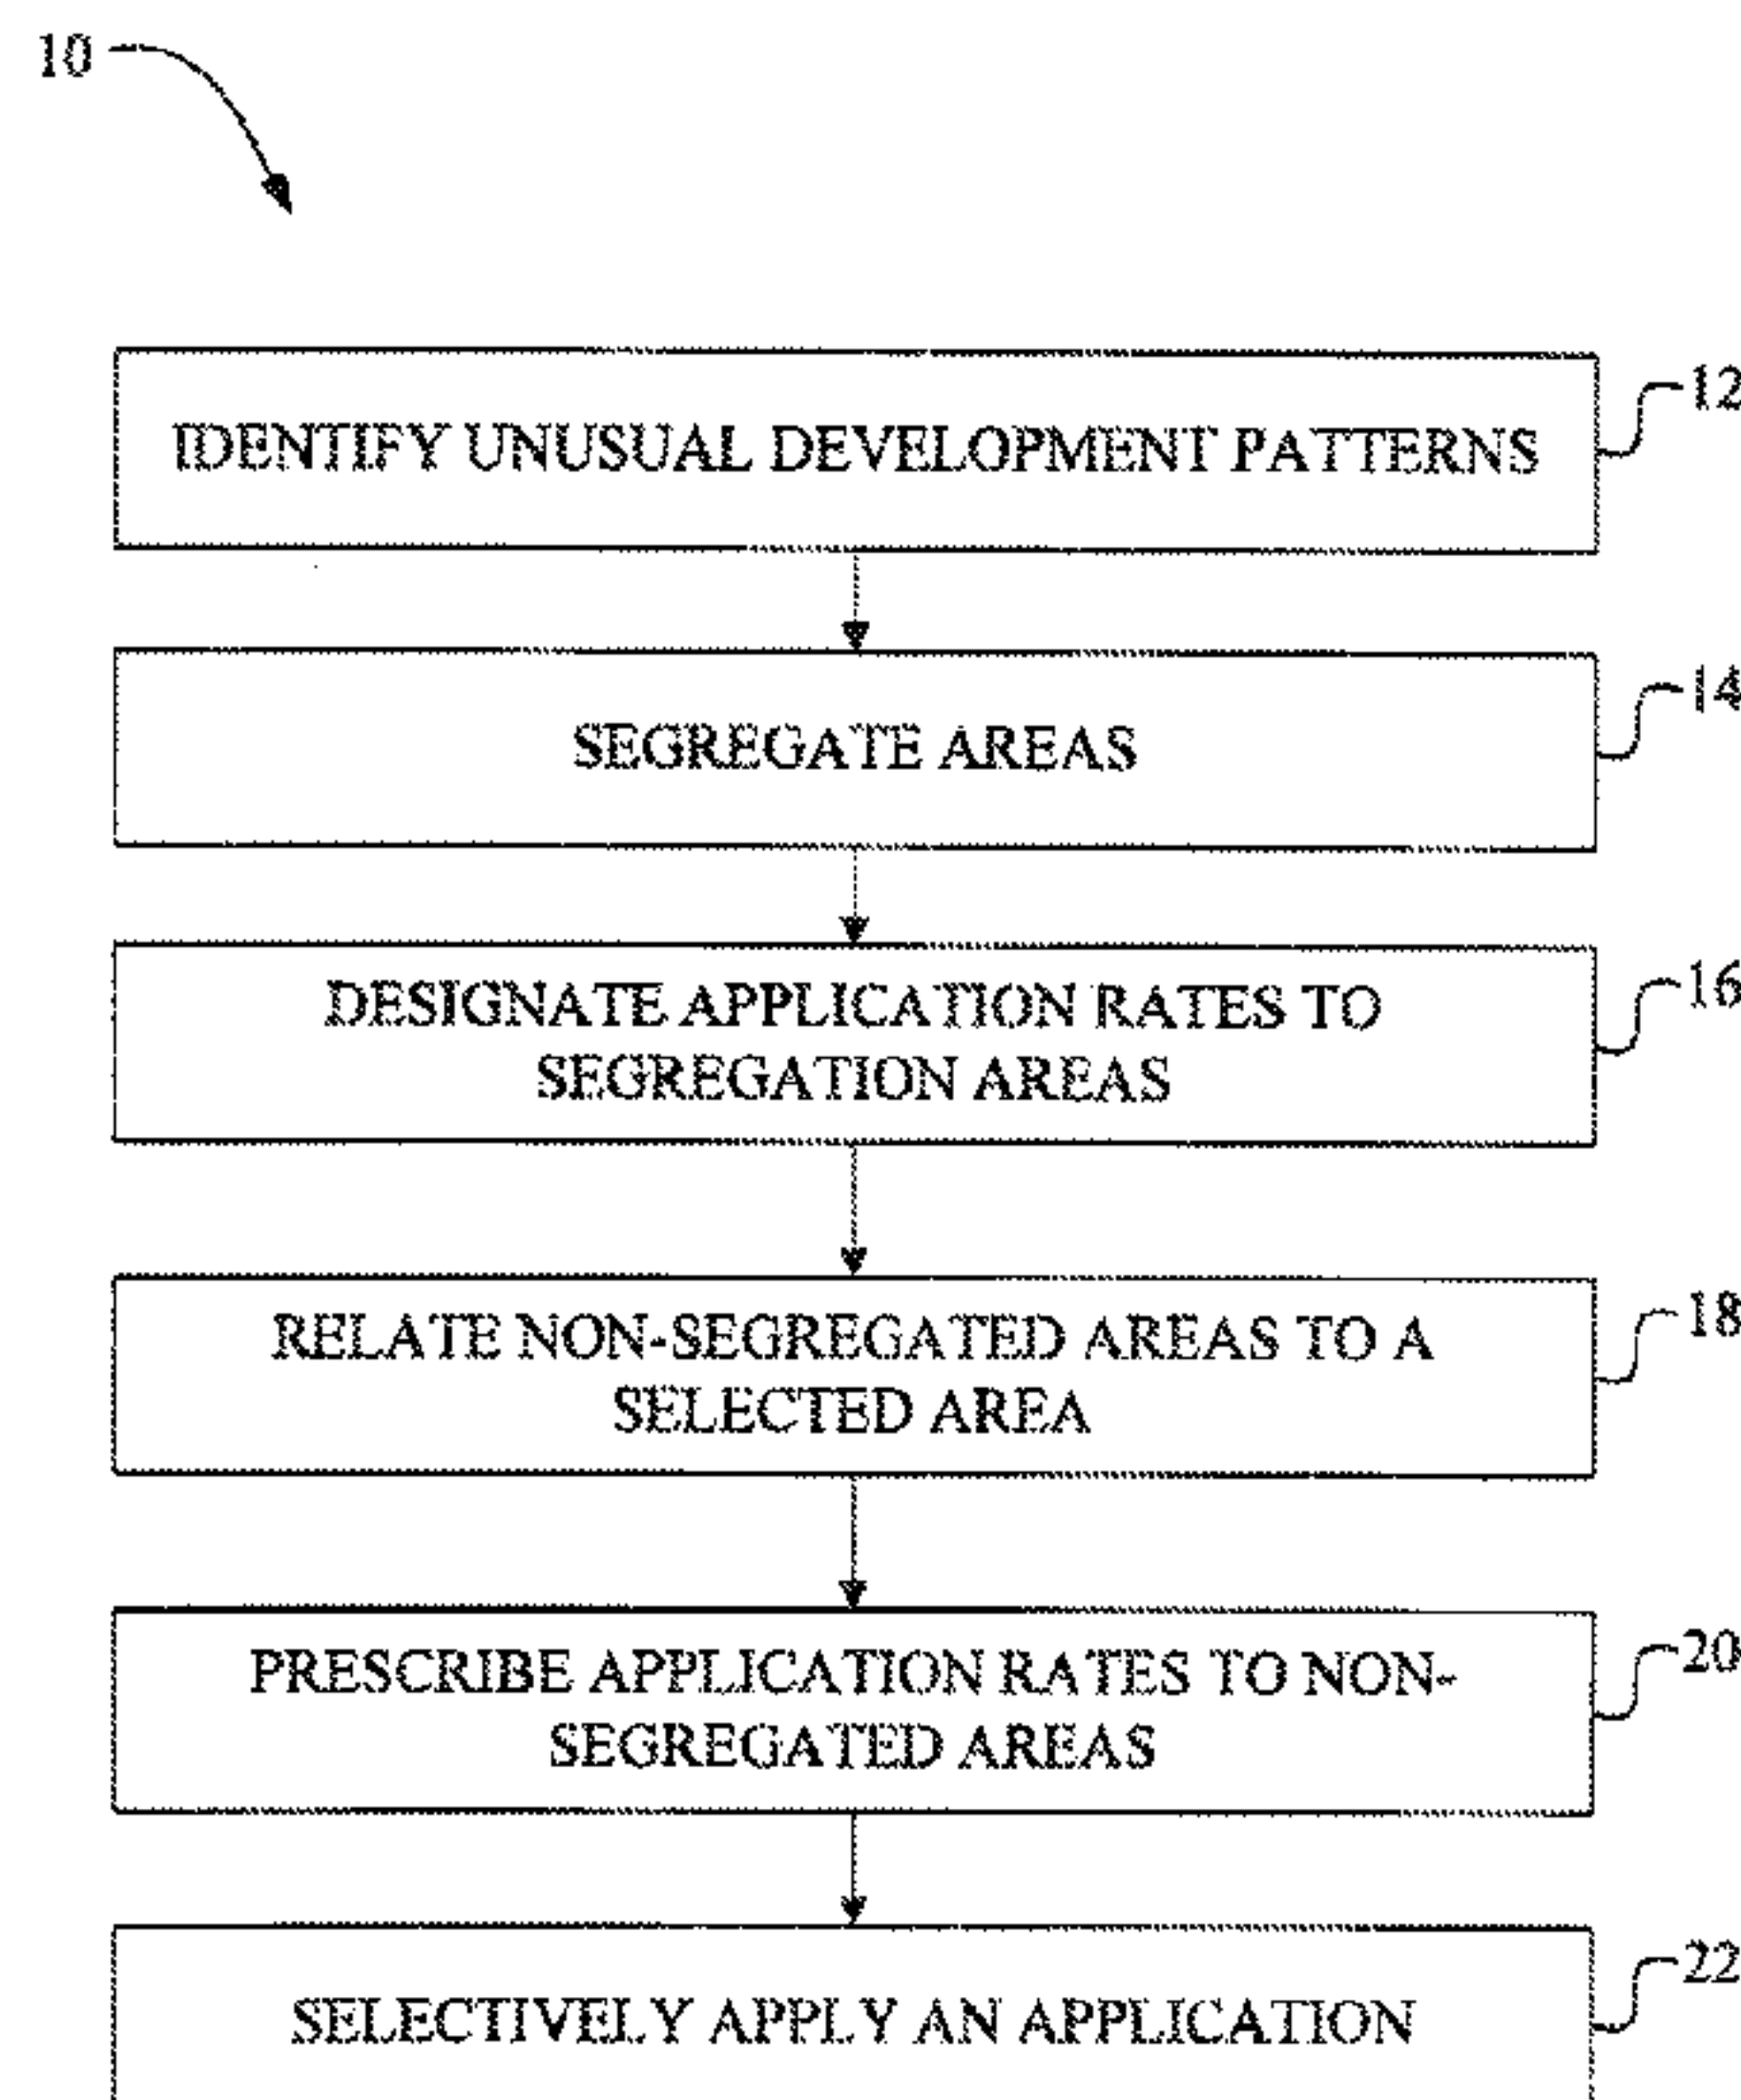 10
IDENTIFY UNUSUAL DEVELOPMENT PATTERNS
12
SEGREGATE AREAS
14
DESIGNATE APPLICATION RATES TO
SEGREGATION AREAS
16
RELATE NON-SEGREGATED AREAS TO A
SELECTED AREA
18
PRESCRIBE APPLICATION RATES TO NON-
SEGREGATED AREAS
20
SELECTIVELY APPLY AN APPLICATION
22